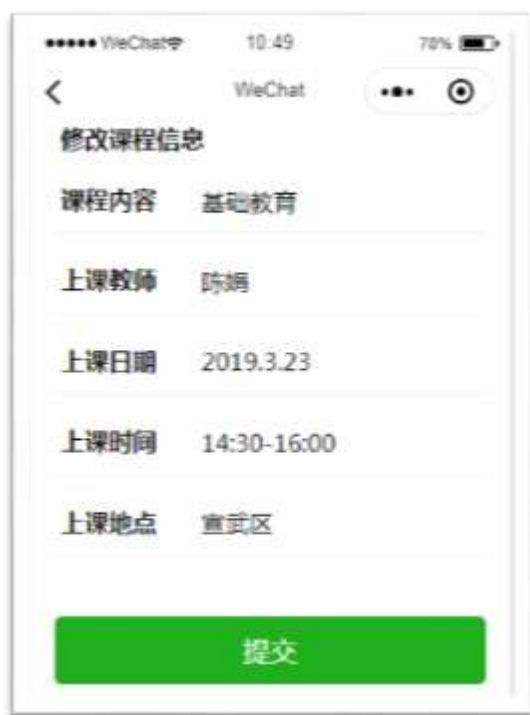 WeChat 10:49 78%
WeChat
修改课程信息
课程内容 基础教育
上课教师 陈娟
上课日期 2019.3.23
上课时间 14:30-16:00
上课地点 宣武区
提交